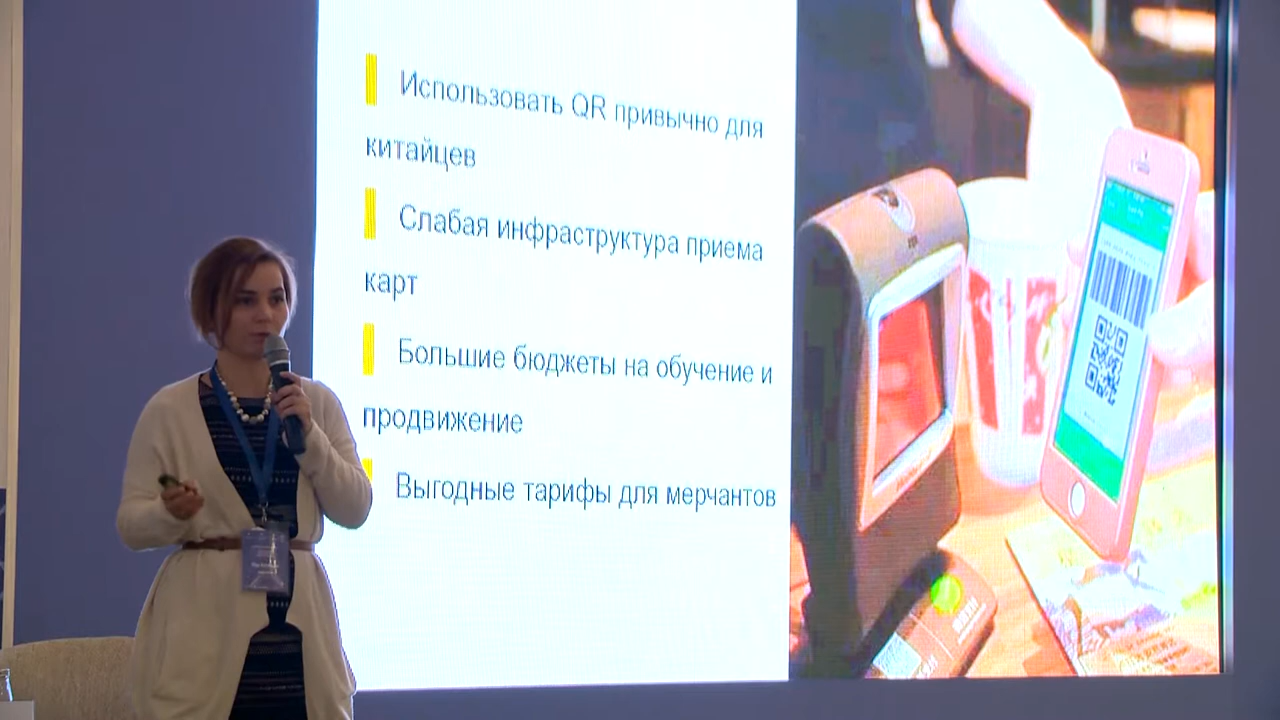 Использовать QR привычно для
китайцев
Слабая инфраструктура приема
карт
Большие бюджеты на обучение и
продвижение
Выгодные тарифы для мерчантов